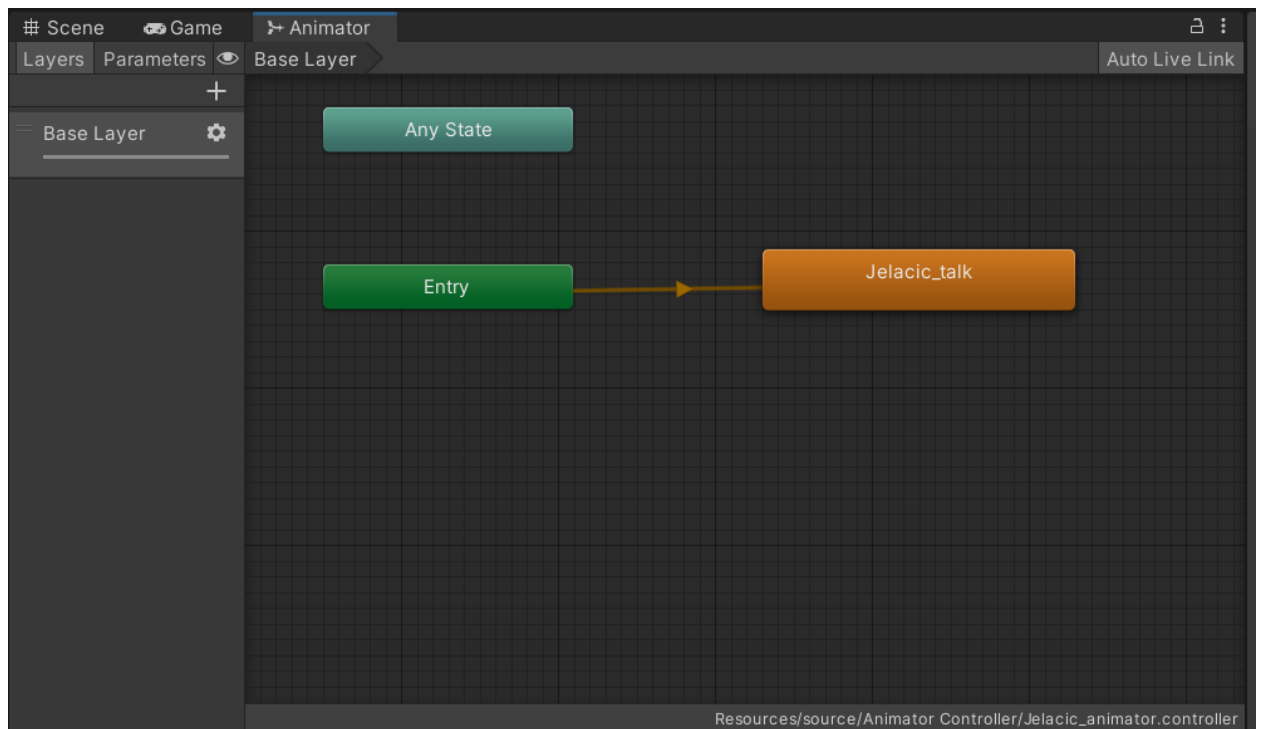 Scene Game Animator
Layers Parameters Base Layer Auto Live Link
Base Layer
Any State
Entry
Jelacic_talk
Resources/source/Animator Controller/Jelacic_animator.controller